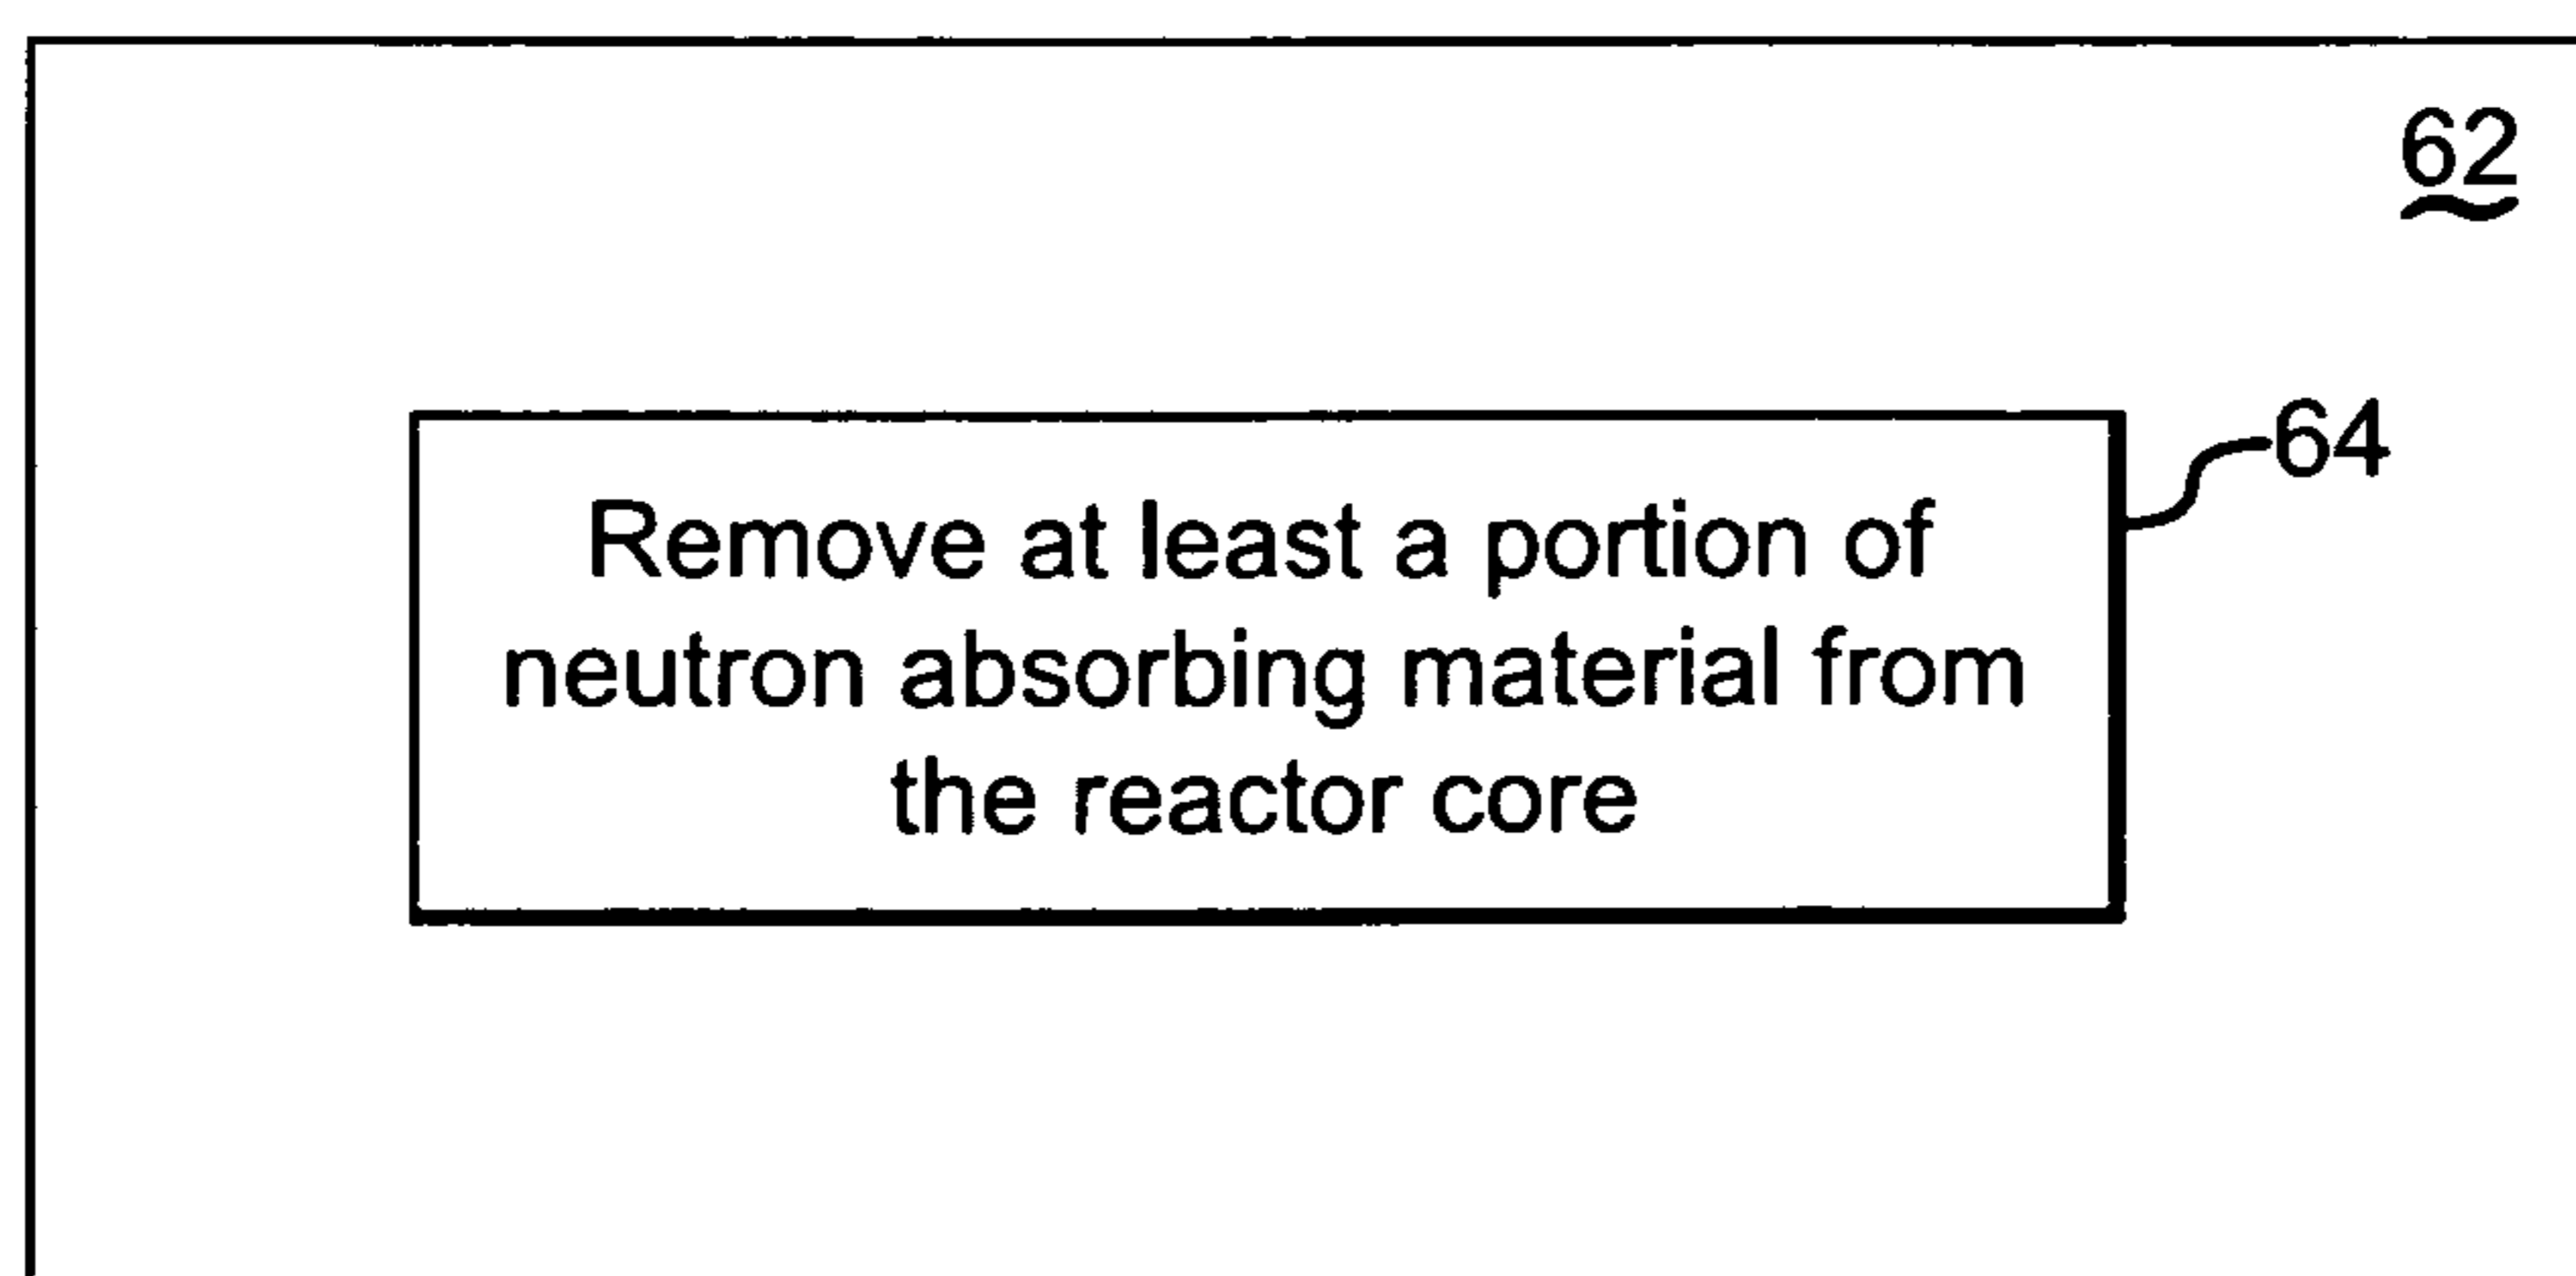 62
64
Remove at least a portion of
neutron absorbing material from
the reactor core